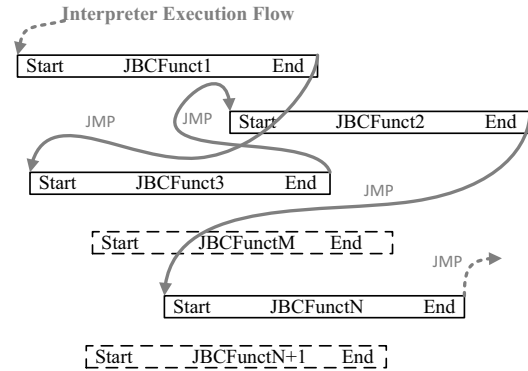 Interpreter Execution Flow
Start JBCFunct1 End
JMP JMP
Start JBCFunct2 End
Start JBCFunct3 End
JMP
Start JBCFunctM End
JMP
Start JBCFunctN End
Start JBCFunctN+1 End